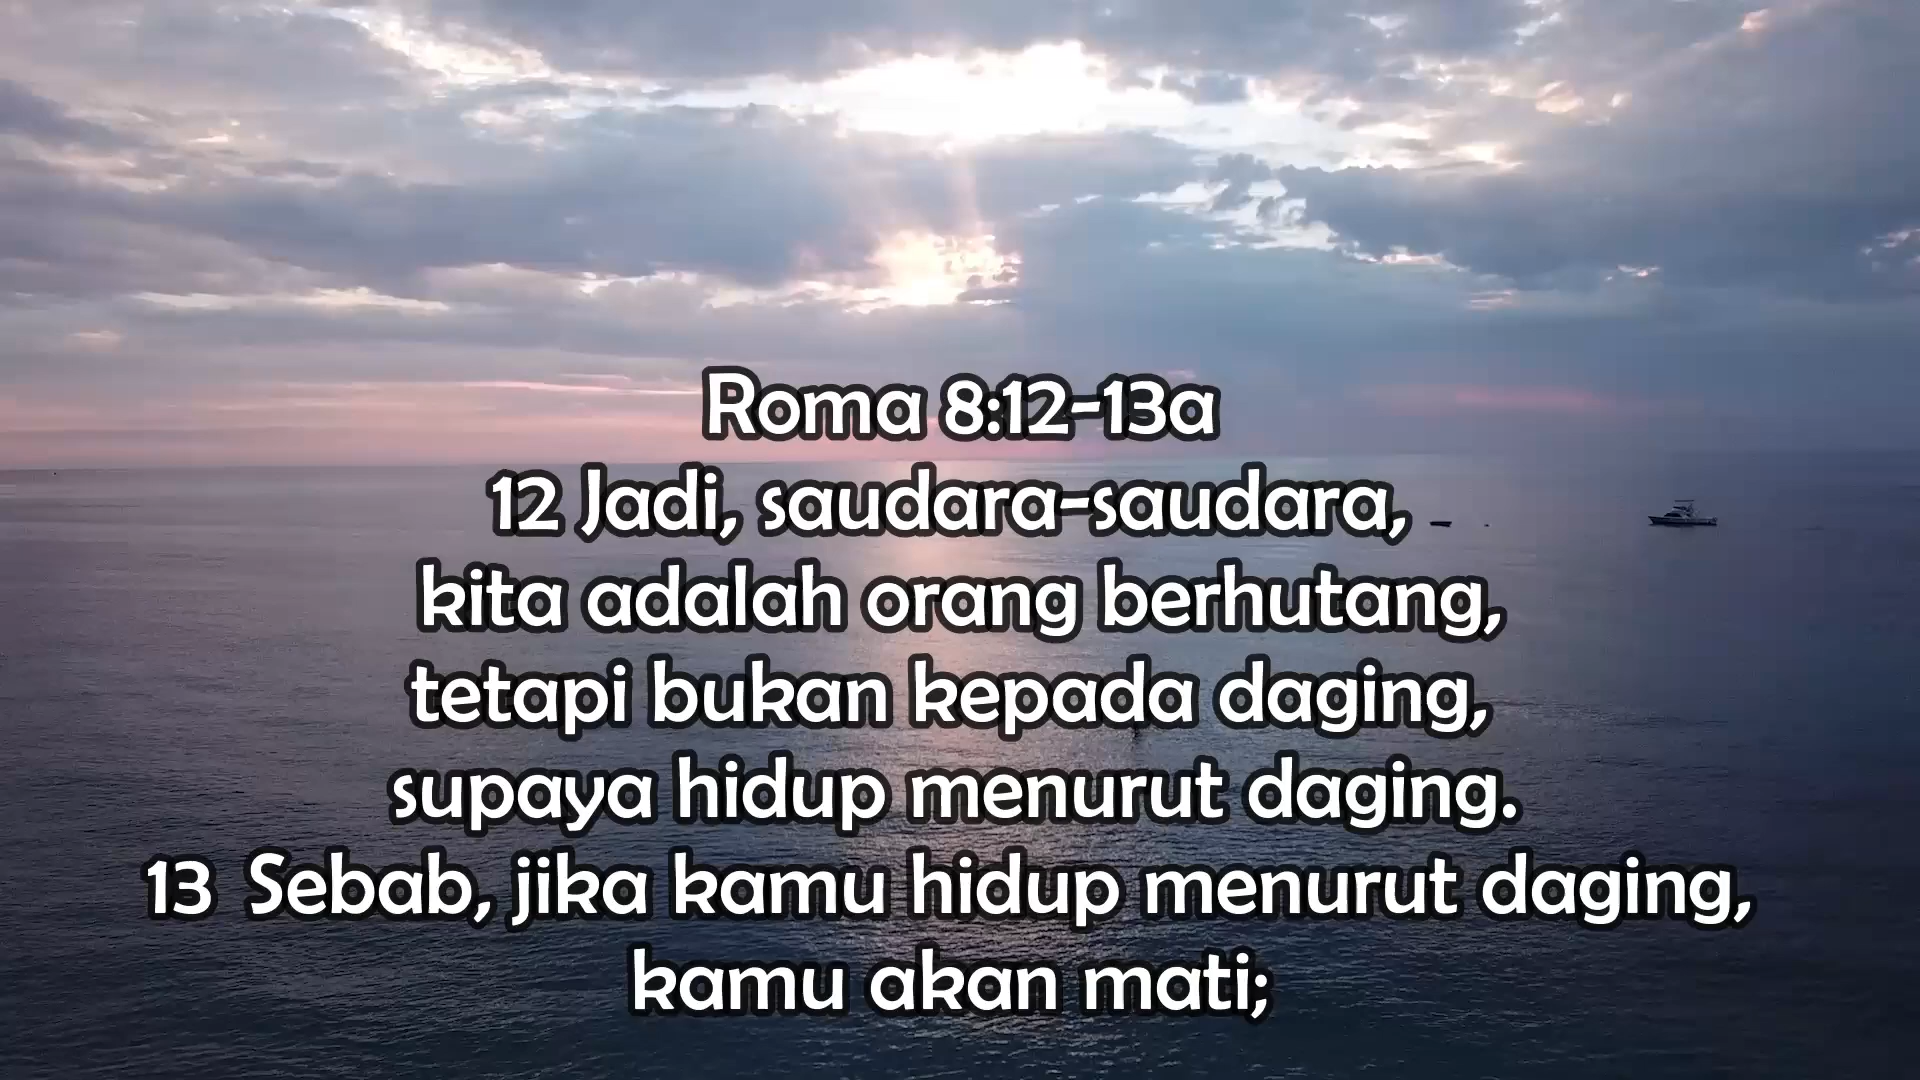 Roma 8:12-13a
12 Jadi, saudara-saudara,
kita adalah orang berhutang,
tetapi bukan kepada daging,
supaya hidup menurut daging.
13 Sebab, jika kamu hidup menurut daging,
kamu akan mati;